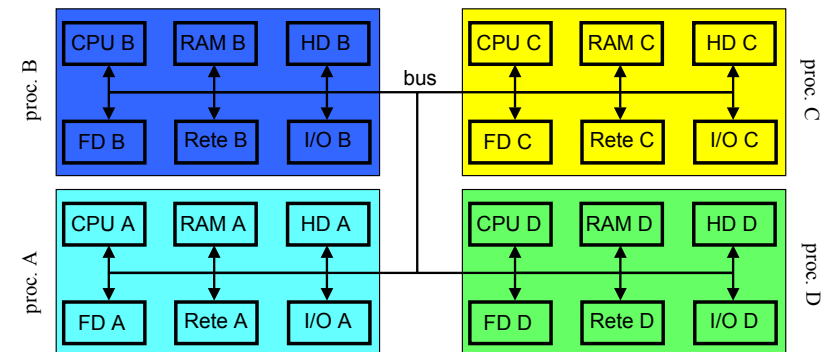 proc. B
CPU B RAM B HD B
FD B Rete B I/O B
bus
CPU C RAM C HD C
FD C Rete C I/O C
proc. C
proc. A
CPU A RAM A HD A
FD A Rete A I/O A
CPU D RAM D HD D
FD D Rete D I/O D
proc. D